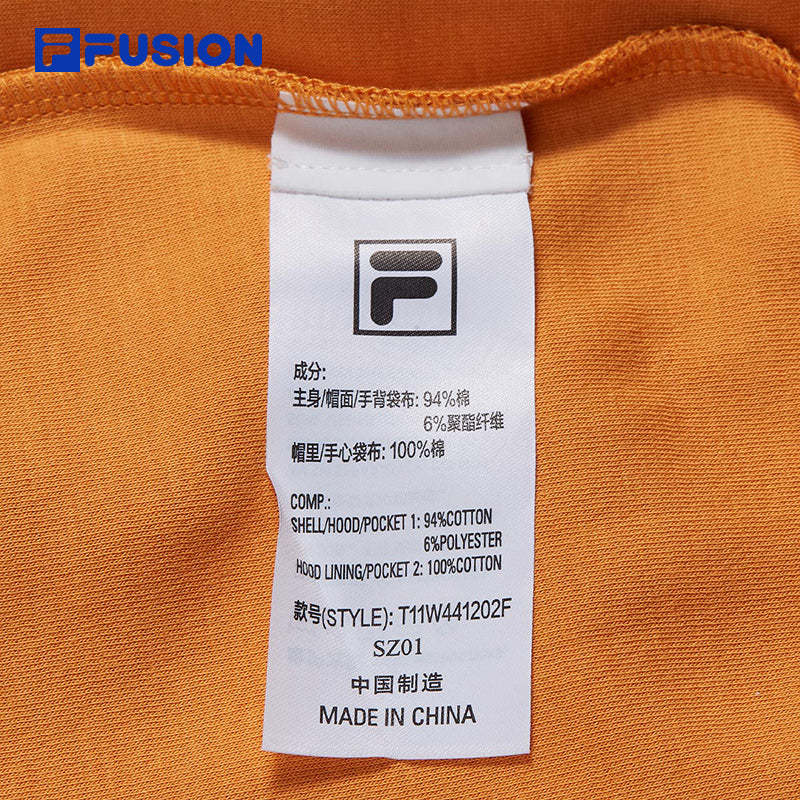 FUSION
F
成分:
主身/帽面/手背袋布: 94%棉
6%聚酯纤维
帽里/手心袋布: 100%棉
COMP.:
SHELL/HOOD/POCKET 1: 94%COTTON
6%POLYESTER
HOOD LINING/POCKET 2: 100%COTTON
款号(STYLE): T11W441202F
SZ01
中国制造
MADE IN CHINA